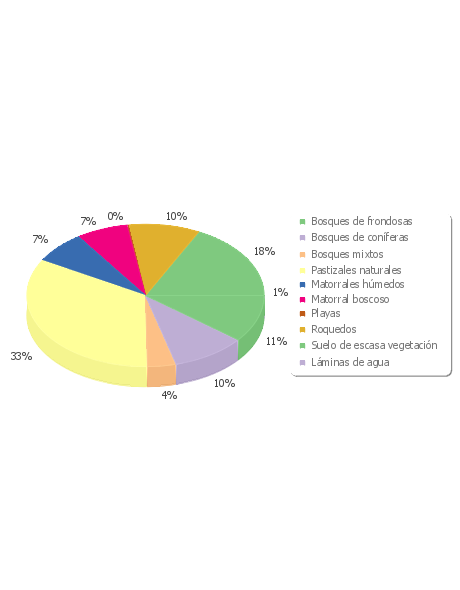 0%
7%
10%
7%
18%
1%
11%
33%
10%
4%
Bosques de frondosas
Bosques de coníferas
Bosques mixtos
Pastizales naturales
Matorrales húmedos
Matorral boscoso
Playas
Roquedos
Suelo de escasa vegetación
Láminas de agua